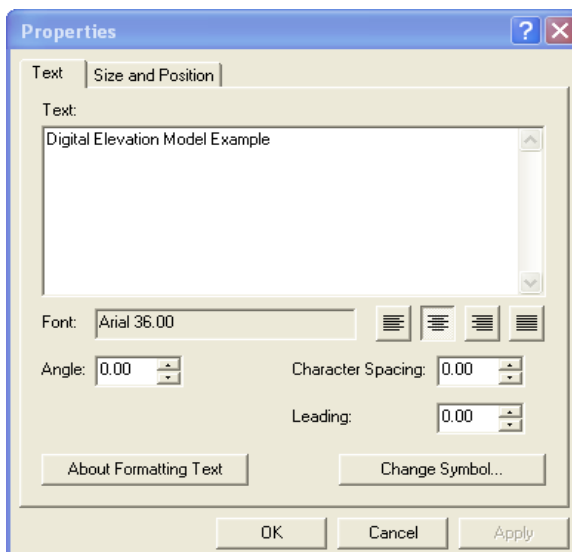 Properties
Text Size and Position
Text:
Digital Elevation Model Example
Font: Arial 36.00
Angle: 0.00 Character Spacing: 0.00
Leading: 0.00
About Formatting Text Change Symbol...
OK Cancel Apply